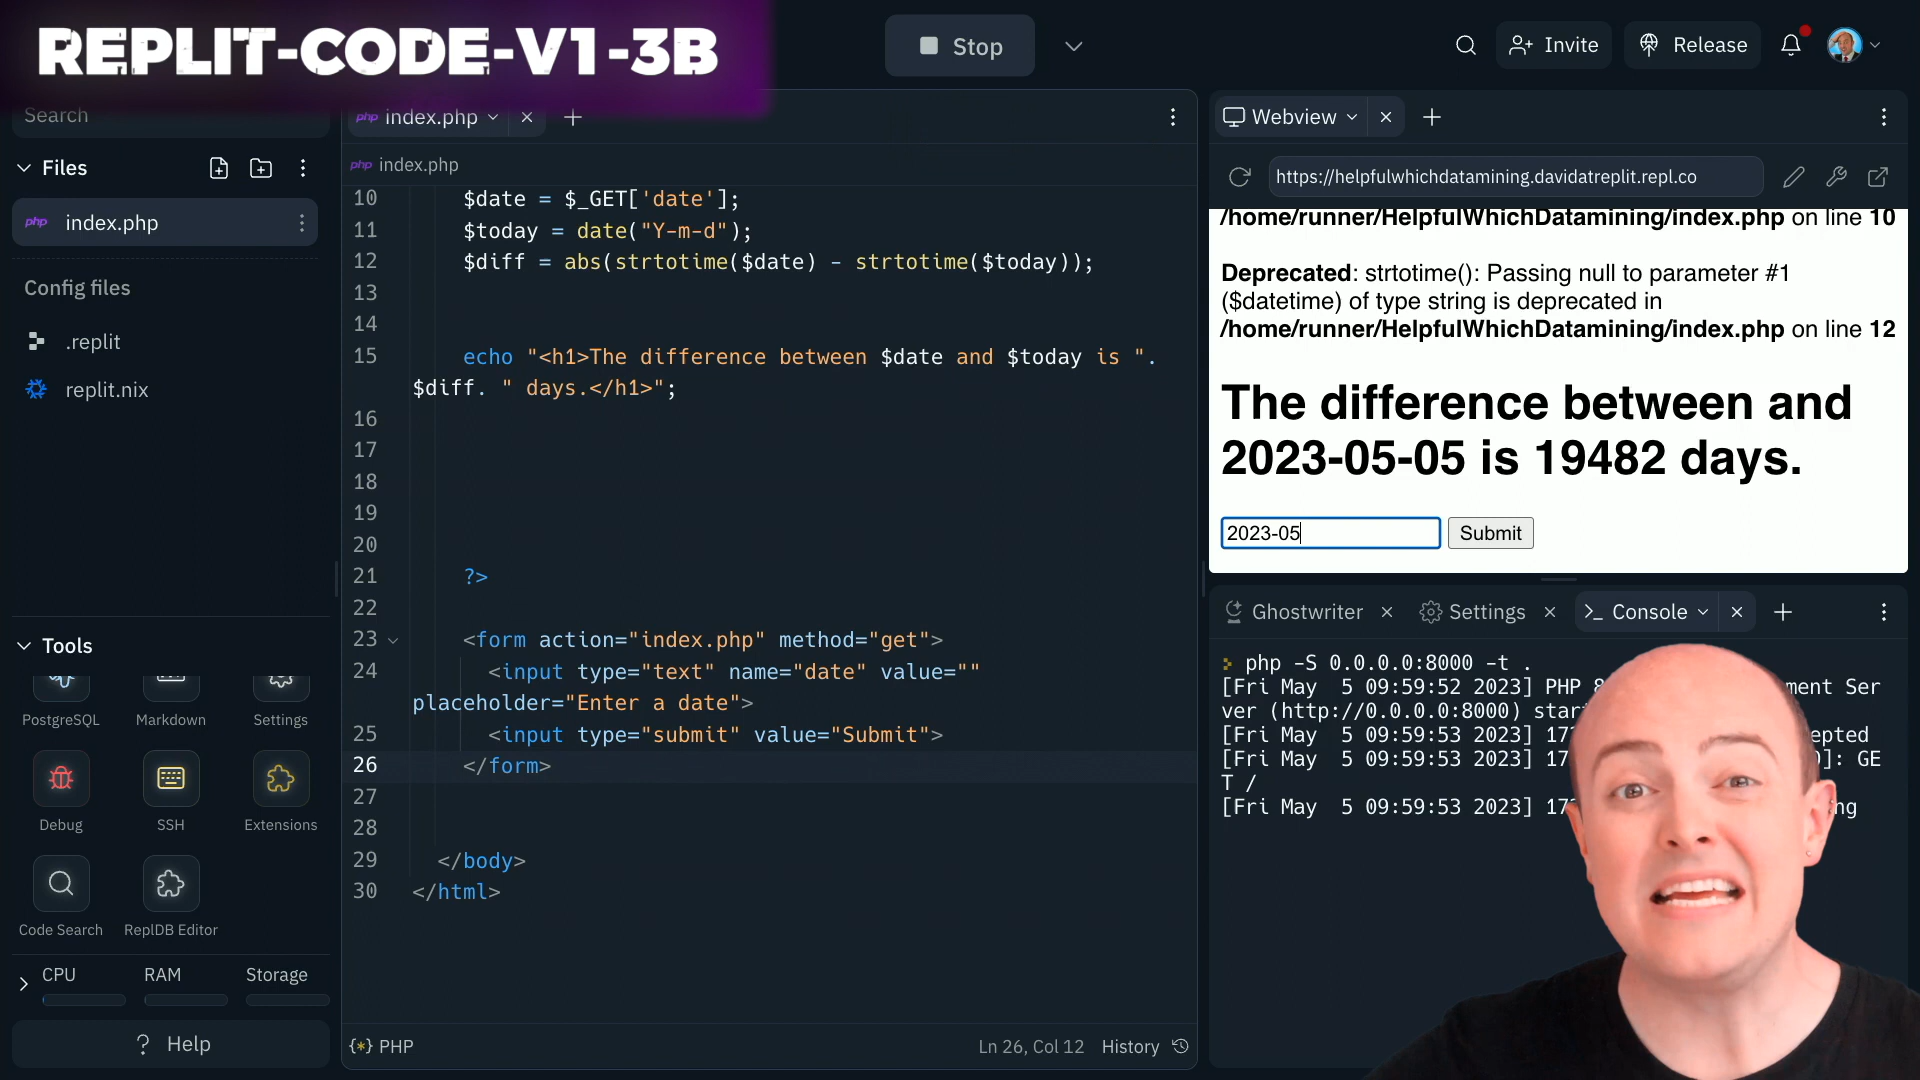 REPLIT-CODE-V1-3B
Stop
Invite
Release
Search
Files
php index.php
Config files
.replit
replit.nix
Tools
PostgreSQL
Markdown
Settings
Debug
SSH
Extensions
Code Search
ReplDB Editor
CPU
RAM
Storage
? Help
php index.php
php index.php
10 $date = $_GET['date'];
11 $today = date("Y-m-d");
12 $diff = abs(strtotime($date) - strtotime($today));
13
14
15 echo "<h1>The difference between $date and $today is ".
$diff. " days.</h1>";
16
17
18
19
20
21 ?>
22
23 <form action="index.php" method="get">
24 <input type="text" name="date" value=""
placeholder="Enter a date">
25 <input type="submit" value="Submit">
26 </form>
27
28
29 </body>
30 </html>
{*} PHP
Ln 26, Col 12
History
Webview
https://helpfulwhichdatamining.davidatreplit.repl.co
/home/runner/HelpfulWhichDatamining/index.php on line 10
Deprecated: strtotime(): Passing null to parameter #1
($datetime) of type string is deprecated in
/home/runner/HelpfulWhichDatamining/index.php on line 12
The difference between and
2023-05-05 is 19482 days.
2023-05
Submit
Ghostwriter
Settings
>_ Console
php -S 0.0.0.0:8000 -t .
[Fri May 5 09:59:52 2023] PHP
ver (http://0.0.0.0:8000)
[Fri May 5 09:59:53 2023]
[Fri May 5 09:59:53 2023] GE
T /
[Fri May 5 09:59:53 2023]